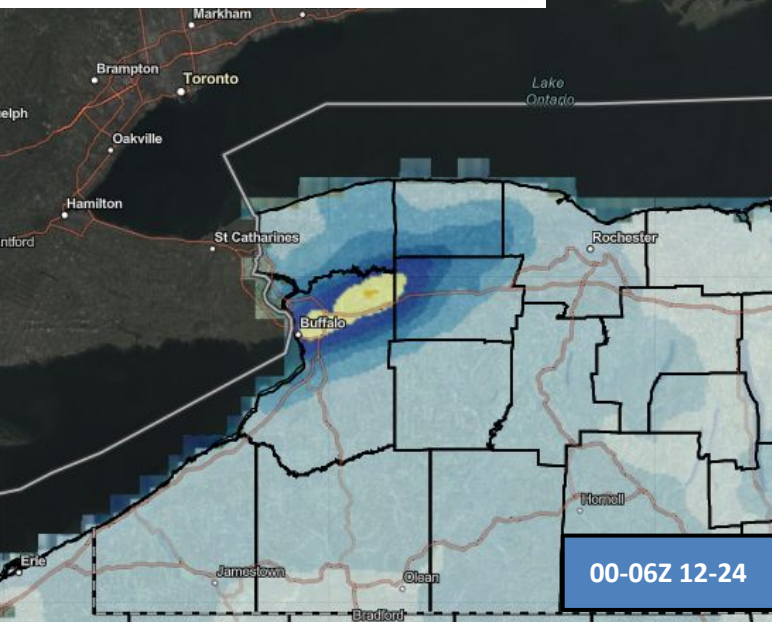 Markham
Brampton
Toronto
Lake
Ontario
elph
Oakville
Hamilton
ntford
St Catharines
Rochester
Buffalo
Hornell
Erie
Jamestown
Olean
Bradford
00-06Z 12-24